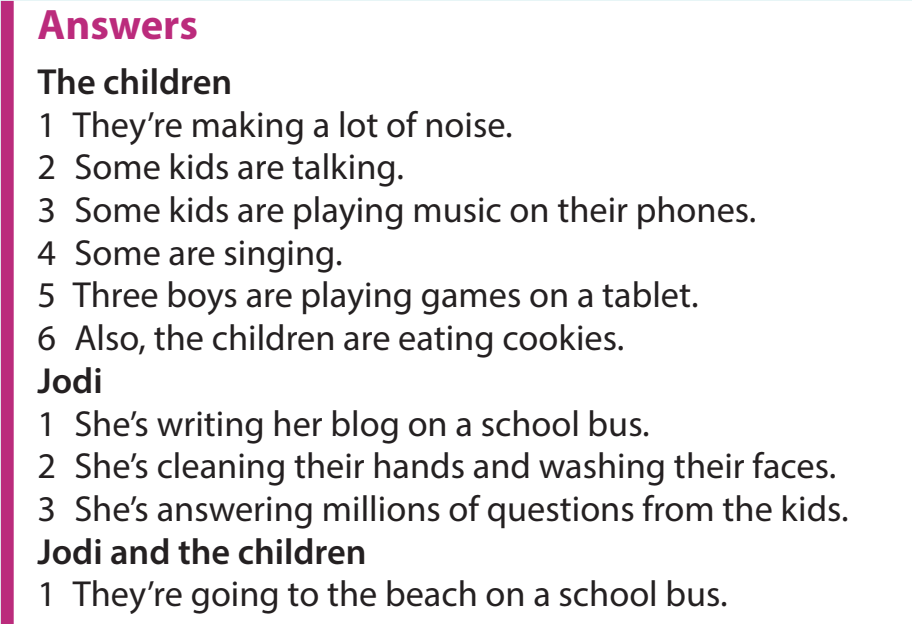 Answers
The children
1 They’re making a lot of noise.
2 Some kids are talking.
3 Some kids are playing music on their phones.
4 Some are singing.
5 Three boys are playing games on a tablet.
6 Also, the children are eating cookies.
Jodi
1 She’s writing her blog on a school bus.
2 She’s cleaning their hands and washing their faces.
3 She’s answering millions of questions from the kids.
Jodi and the children
1 They’re going to the beach on a school bus.